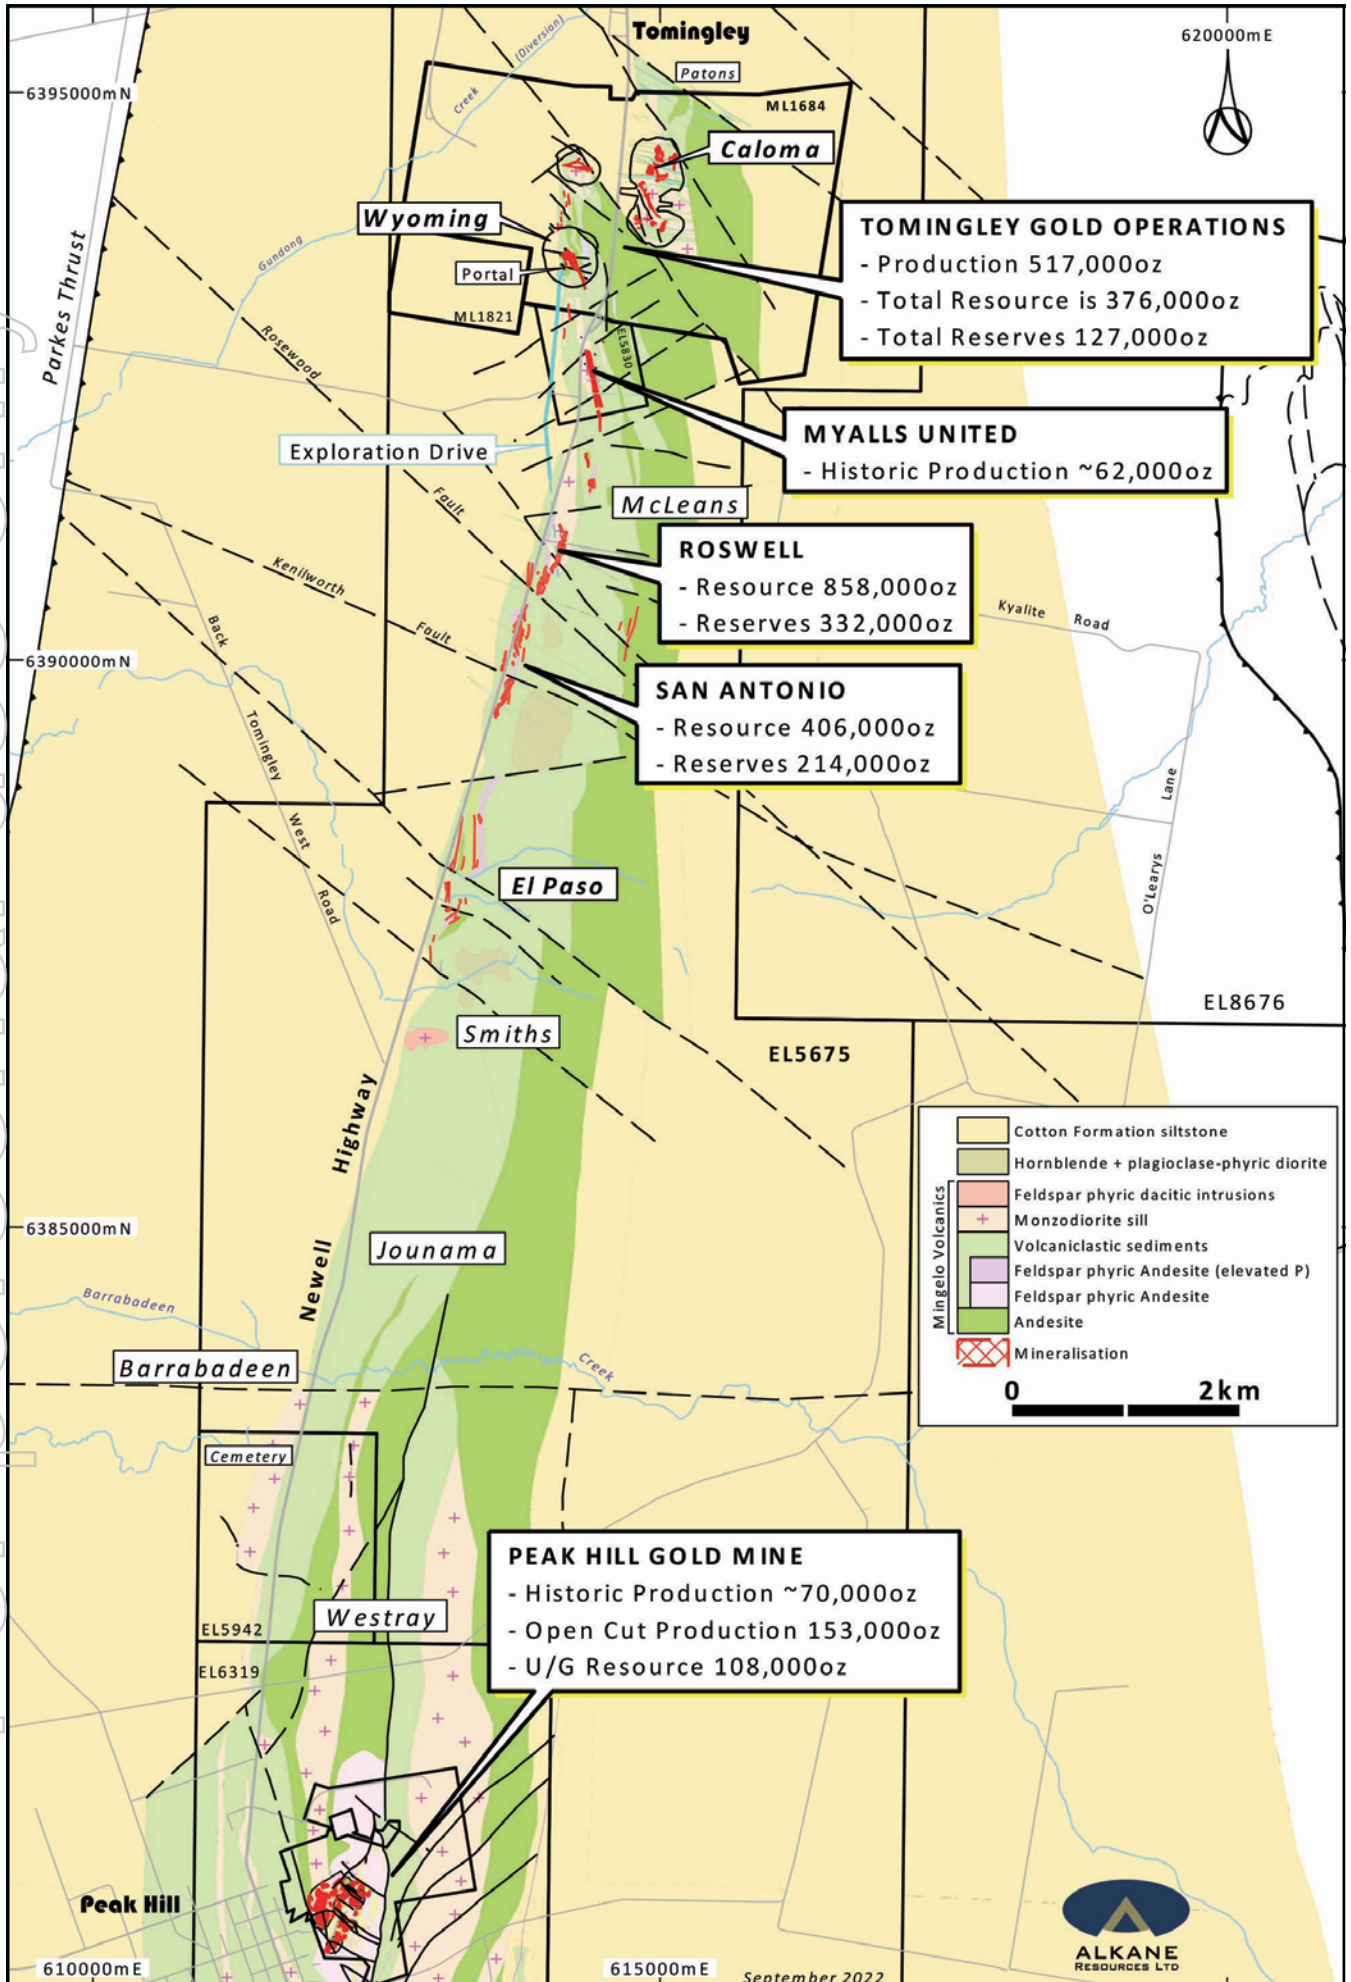 Tomingley
620000mE
(Diversion)
Creek
Patons
6395000mN
ML1684
Caloma
Wyoming
TOMINGLEY GOLD OPERATIONS
- Production 517,000oz
- Total Resource is 376,000oz
- Total Reserves 127,000oz
Gundong
Portal
ML1821
Parkes Thrust
EL5830
Rosewood
MYALLS UNITED
- Historic Production ~62,000oz
Exploration Drive
Fault
McLeans
ROSWELL
- Resource 858,000oz
- Reserves 332,000oz
Kenilworth
Fault
Kyalite Road
Back
6390000mN
SAN ANTONIO
- Resource 406,000oz
- Reserves 214,000oz
Tomingley
West
Road
Lane
O'Learys
El Paso
EL8676
Smiths
EL5675
Highway
Newell
Cotton Formation siltstone
Hornblende + plagioclase-phyric diorite
Mingelo Volcanics
Feldspar phyric dacitic intrusions
Monzodiorite sill
Volcaniclastic sediments
Feldspar phyric Andesite (elevated P)
Feldspar phyric Andesite
Andesite
Mineralisation
0 2km
6385000mN
Jounama
Barrabadeen
Barrabadeen
Creek
Cemetery
PEAK HILL GOLD MINE
- Historic Production ~70,000oz
- Open Cut Production 153,000oz
- U/G Resource 108,000oz
Westray
EL5942
EL6319
Peak Hill
ALKANE
RESOURCES LTD
610000mE
615000mE
September 2022